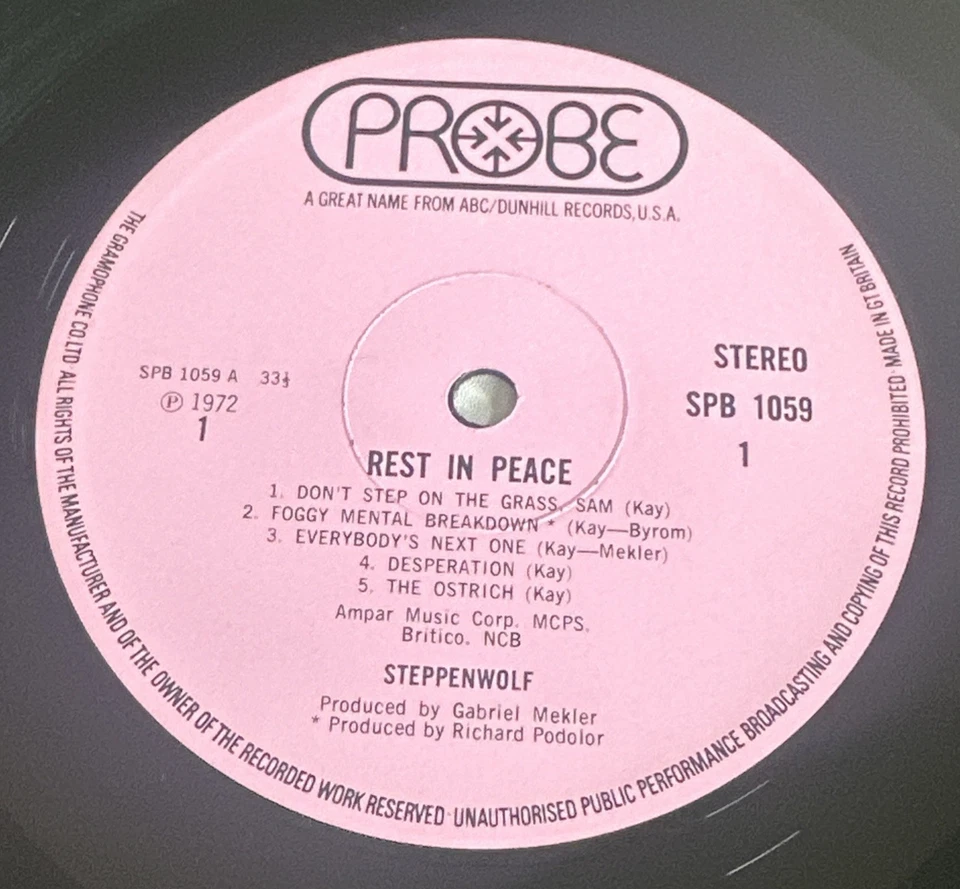 PROBE
A GREAT NAME FROM ABC/DUNHILL RECORDS, U.S.A.
STEREO
SPB 1059 A 33⅓
SPB 1059
Ⓟ 1972
1
1
REST IN PEACE
1. DON'T STEP ON THE GRASS, SAM (Kay)
2. FOGGY MENTAL BREAKDOWN * (Kay—Byrom)
3. EVERYBODY'S NEXT ONE (Kay—Mekler)
4. DESPERATION (Kay)
5. THE OSTRICH (Kay)
Ampar Music Corp. MCPS.
Britico. NCB
STEPPENWOLF
Produced by Gabriel Mekler
* Produced by Richard Podolor
THE GRAMOPHONE CO. LTD · ALL RIGHTS OF THE MANUFACTURER AND OF THE OWNER OF THE RECORDED WORK RESERVED · UNAUTHORISED PUBLIC PERFORMANCE BROADCASTING AND COPYING OF THIS RECORD PROHIBITED · MADE IN GT BRITAIN